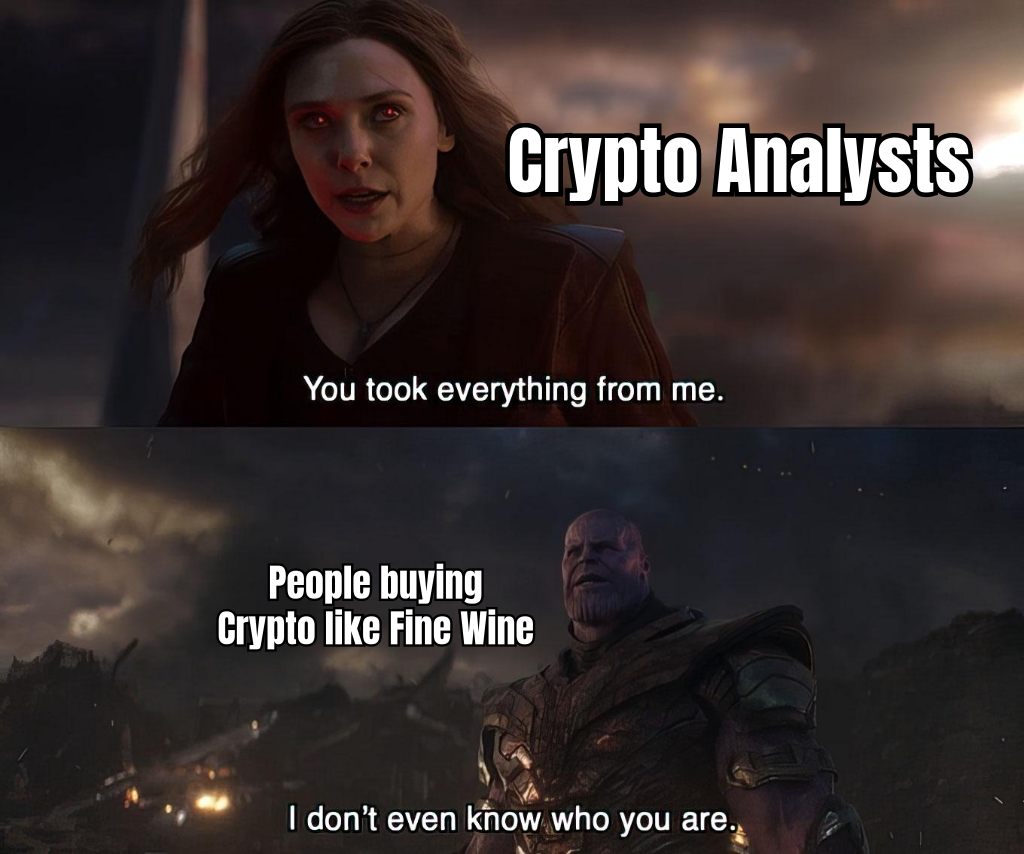 Crypto Analysts
You took everything from me.
People buying
Crypto like Fine Wine
I don't even know who you are.